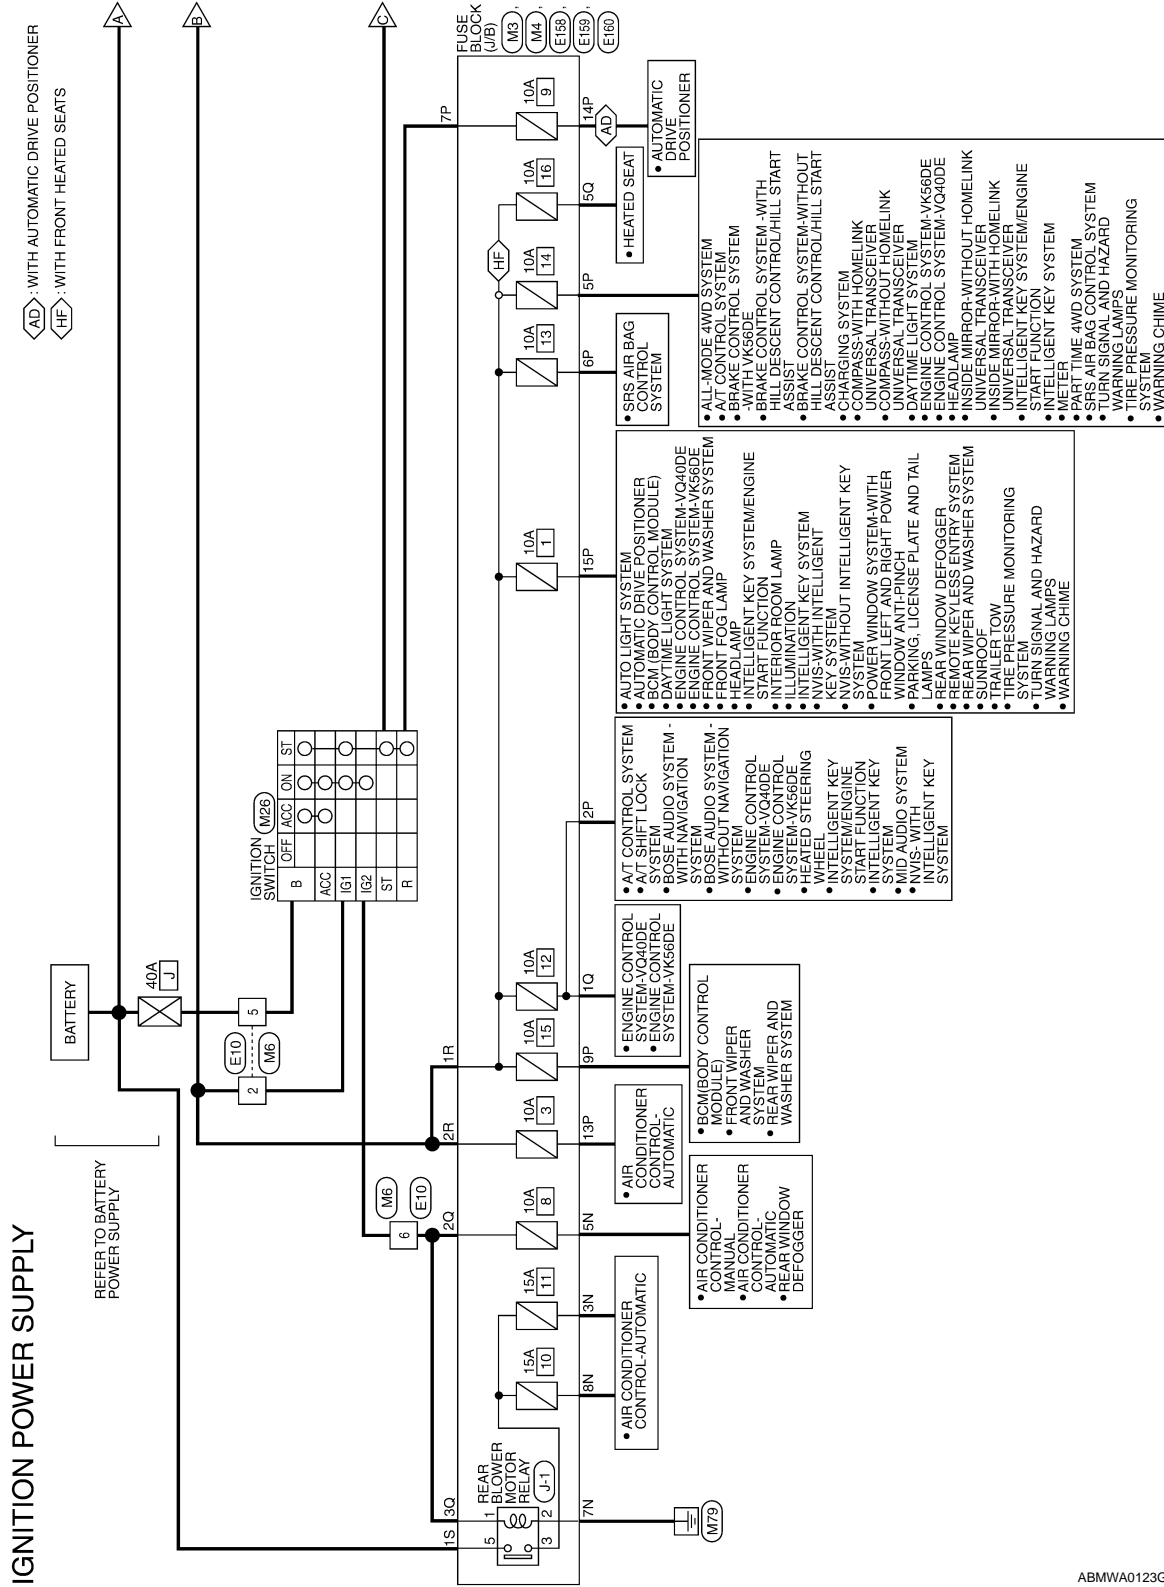 IGNITION POWER SUPPLY
REFER TO BATTERY
POWER SUPPLY
BATTERY
40A
J
5
2
E10
M6
IGNITION
SWITCH
M26
OFF
ACC
ON
ST
B
ACC
IG1
IG2
ST
R
AD : WITH AUTOMATIC DRIVE POSITIONER
HF : WITH FRONT HEATED SEATS
A
B
C
M6
E10
6
1S
3Q
2Q
2R
1R
7P
FUSE
BLOCK
(J/B)
M3 ,
M4 ,
E158 ,
E159 ,
E160
REAR
BLOWER
MOTOR
RELAY
J-1
5
1
3
2
15A
10
15A
11
10A
8
10A
3
10A
15
10A
12
10A
1
10A
13
10A
14
HF
10A
16
10A
9
7N
8N
3N
5N
13P
9P
1Q
2P
15P
6P
5P
5Q
14P
AD
M79
• AIR CONDITIONER
CONTROL-AUTOMATIC
• AIR CONDITIONER
CONTROL-
MANUAL
• AIR CONDITIONER
CONTROL-
AUTOMATIC
• REAR WINDOW
DEFOGGER
• AIR
CONDITIONER
CONTROL-
AUTOMATIC
• BCM(BODY CONTROL
MODULE)
• FRONT WIPER
AND WASHER
SYSTEM
• REAR WIPER AND
WASHER SYSTEM
• ENGINE CONTROL
SYSTEM-VQ40DE
• ENGINE CONTROL
SYSTEM-VK56DE
• A/T CONTROL SYSTEM
• A/T SHIFT LOCK
SYSTEM
• BOSE AUDIO SYSTEM -
WITH NAVIGATION
SYSTEM
• BOSE AUDIO SYSTEM -
WITHOUT NAVIGATION
SYSTEM
• ENGINE CONTROL
SYSTEM-VQ40DE
• ENGINE CONTROL
SYSTEM-VK56DE
• HEATED STEERING
WHEEL
• INTELLIGENT KEY
SYSTEM/ENGINE
START FUNCTION
• INTELLIGENT KEY
SYSTEM
• MID AUDIO SYSTEM
• NVIS- WITH
INTELLIGENT KEY
SYSTEM
• AUTO LIGHT SYSTEM
• AUTOMATIC DRIVE POSITIONER
• BCM (BODY CONTROL MODULE)
• DAYTIME LIGHT SYSTEM
• ENGINE CONTROL SYSTEM-VQ40DE
• ENGINE CONTROL SYSTEM-VK56DE
• FRONT WIPER AND WASHER SYSTEM
• FRONT FOG LAMP
• HEADLAMP
• INTELLIGENT KEY SYSTEM/ENGINE
START FUNCTION
• INTERIOR ROOM LAMP
• ILLUMINATION
• INTELLIGENT KEY SYSTEM
• NVIS-WITH INTELLIGENT
KEY SYSTEM
• NVIS-WITHOUT INTELLIGENT KEY
SYSTEM
• POWER WINDOW SYSTEM-WITH
FRONT LEFT AND RIGHT POWER
WINDOW ANTI-PINCH
• PARKING, LICENSE PLATE AND TAIL
LAMPS
• REAR WINDOW DEFOGGER
• REMOTE KEYLESS ENTRY SYSTEM
• REAR WIPER AND WASHER SYSTEM
• SUNROOF
• TRAILER TOW
• TIRE PRESSURE MONITORING
SYSTEM
• TURN SIGNAL AND HAZARD
WARNING LAMPS
• WARNING CHIME
• SRS AIR BAG
CONTROL
SYSTEM
• ALL-MODE 4WD SYSTEM
• A/T CONTROL SYSTEM
• BRAKE CONTROL SYSTEM
-WITH VK56DE
• BRAKE CONTROL SYSTEM -WITH
HILL DESCENT CONTROL/HILL START
ASSIST
• BRAKE CONTROL SYSTEM-WITHOUT
HILL DESCENT CONTROL/HILL START
ASSIST
• CHARGING SYSTEM
• COMPASS-WITH HOMELINK
UNIVERSAL TRANSCEIVER
• COMPASS-WITHOUT HOMELINK
UNIVERSAL TRANSCEIVER
• DAYTIME LIGHT SYSTEM
• ENGINE CONTROL SYSTEM-VK56DE
• ENGINE CONTROL SYSTEM-VQ40DE
• HEADLAMP
• INSIDE MIRROR-WITHOUT HOMELINK
UNIVERSAL TRANSCEIVER
• INSIDE MIRROR-WITH HOMELINK
UNIVERSAL TRANSCEIVER
• INTELLIGENT KEY SYSTEM/ENGINE
START FUNCTION
• INTELLIGENT KEY SYSTEM
• METER
• PART TIME 4WD SYSTEM
• SRS AIR BAG CONTROL SYSTEM
• TURN SIGNAL AND HAZARD
WARNING LAMPS
• TIRE PRESSURE MONITORING
SYSTEM
• WARNING CHIME
• HEATED SEAT
• AUTOMATIC
DRIVE
POSITIONER
ABMWA0123G